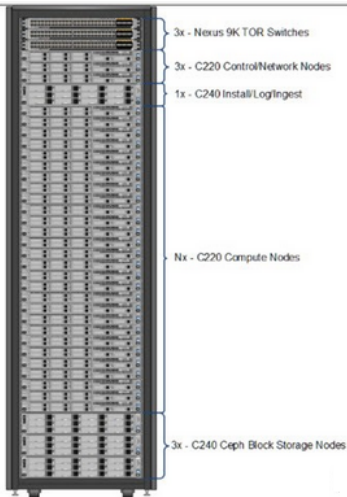 3x - Nexus 9K TOR Switches
3x - C220 Control/Network Nodes
1x - C240 Install/Log/Ingest
Nx - C220 Compute Nodes
3x - C240 Ceph Block Storage Nodes